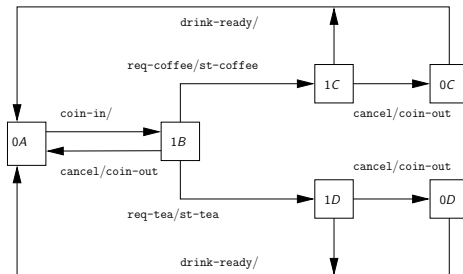 drink-ready/
req-coffee/st-coffee
1C
0C
coin-in/
cancel/coin-out
0A
1B
cancel/coin-out
cancel/coin-out
1D
0D
req-tea/st-tea
drink-ready/